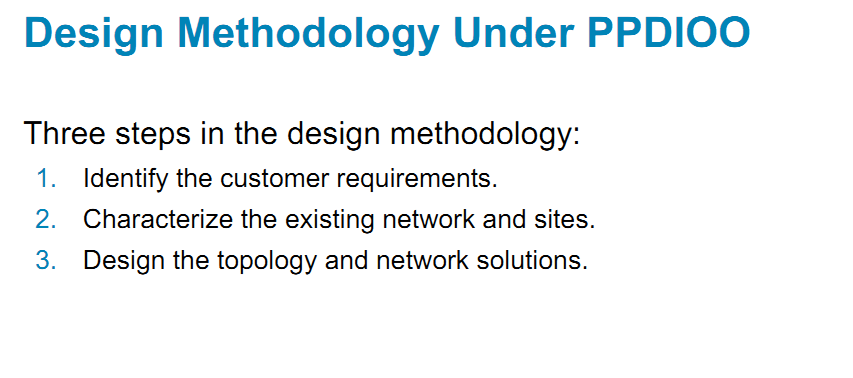 Design Methodology Under PPDIOO
Three steps in the design methodology:
1. Identify the customer requirements.
2. Characterize the existing network and sites.
3. Design the topology and network solutions.